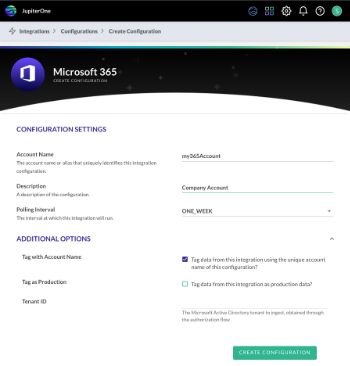 JupiterOne
S
Integrations > Configurations > Create Configuration
Microsoft 365
CREATE CONFIGURATION
CONFIGURATION SETTINGS
Account Name
The account name or alias that uniquely identifies this integration
configuration
my365Account
Description
A description of the configuration.
Company Account
Polling Interval
The interval at which this integration will run.
ONE_WEEK
ADDITIONAL OPTIONS
Tag with Account Name
Tag data from this integration using the unique account
name of this configuration?
Tag as Production
Tag data from this integration as production data?
Tenant ID
The Microsoft Active Directory tenant to ingest, obtained through
the authorization flow
CREATE CONFIGURATION